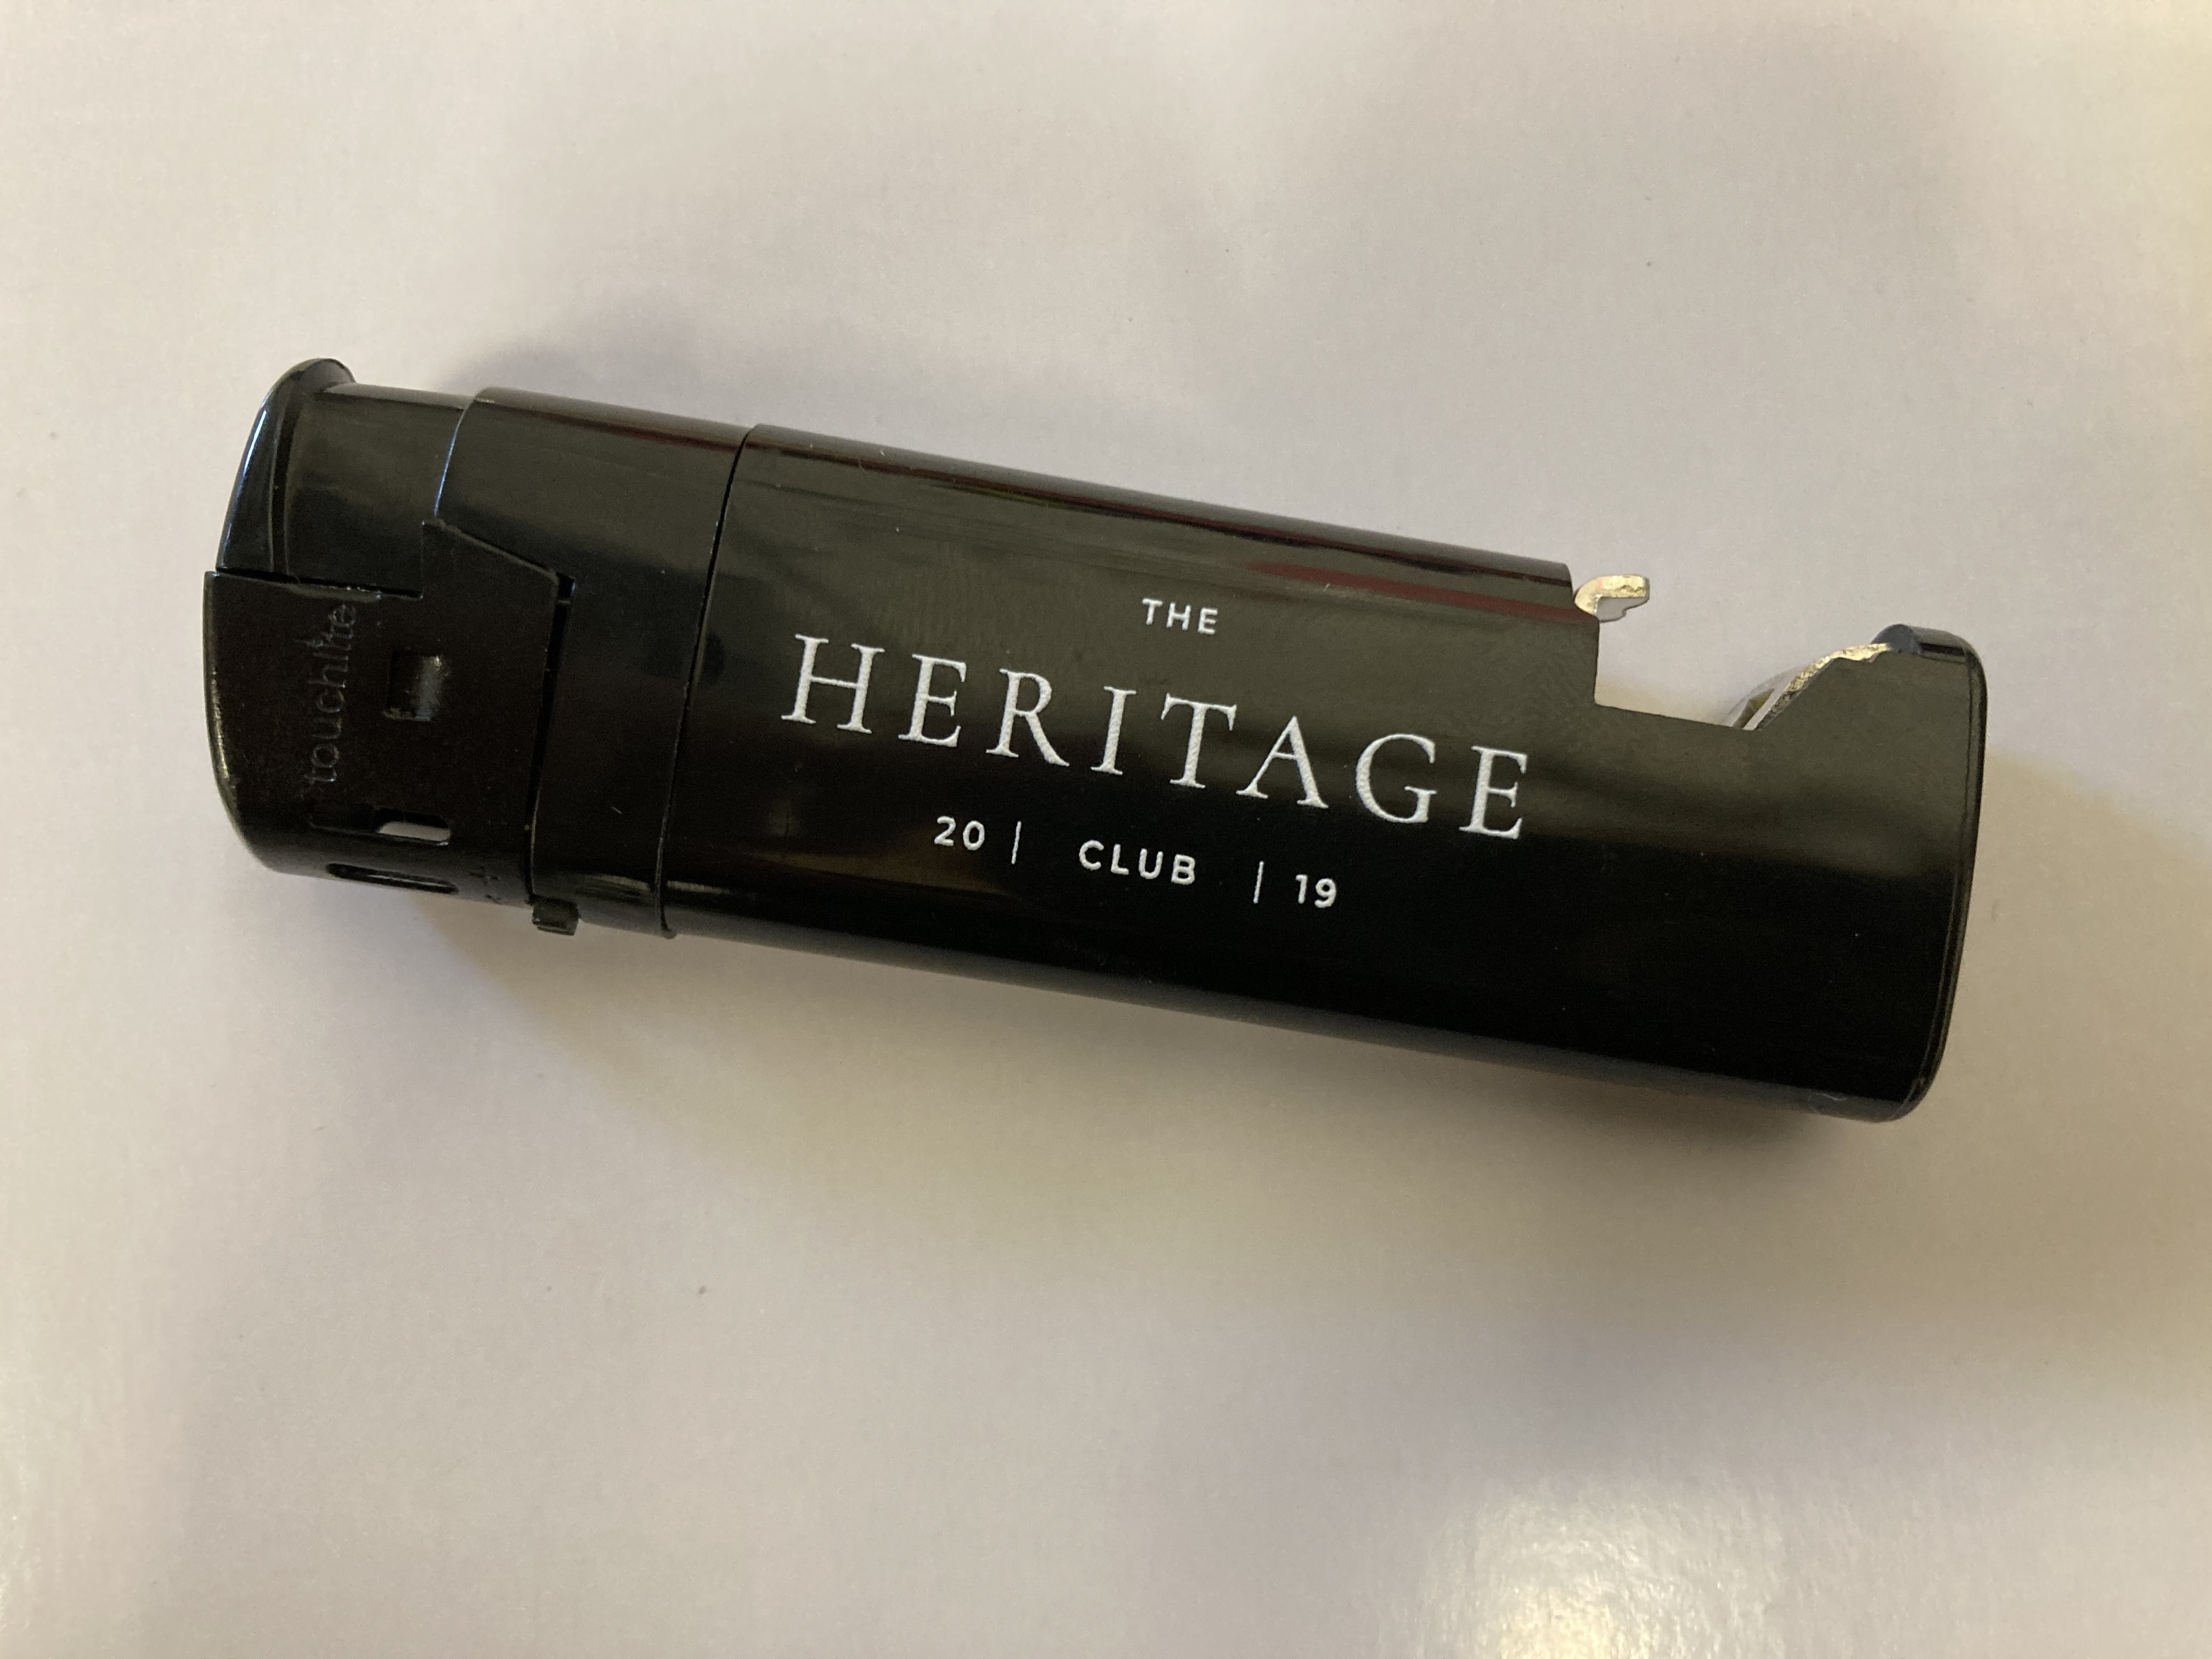 THE
HERITAGE
20 | CLUB | 19
touchlite